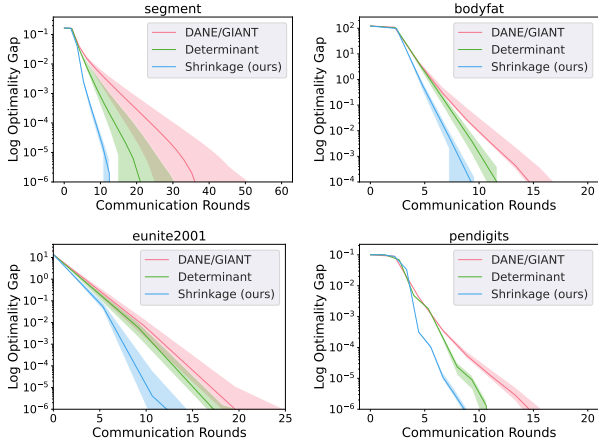 segment
Log Optimality Gap
10⁻¹
10⁻²
10⁻³
10⁻⁴
10⁻⁵
10⁻⁶
DANE/GIANT
Determinant
Shrinkage (ours)
0 10 20 30 40 50 60
Communication Rounds
bodyfat
Log Optimality Gap
10²
10¹
10⁰
10⁻¹
10⁻²
10⁻³
10⁻⁴
DANE/GIANT
Determinant
Shrinkage (ours)
0 5 10 15 20
Communication Rounds
eunite2001
Log Optimality Gap
10¹
10⁰
10⁻¹
10⁻²
10⁻³
10⁻⁴
10⁻⁵
10⁻⁶
DANE/GIANT
Determinant
Shrinkage (ours)
0 5 10 15 20 25
Communication Rounds
pendigits
Log Optimality Gap
10⁻¹
10⁻²
10⁻³
10⁻⁴
10⁻⁵
10⁻⁶
DANE/GIANT
Determinant
Shrinkage (ours)
0 5 10 15 20
Communication Rounds